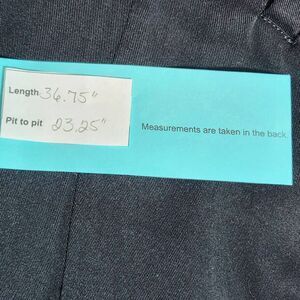 Length 36.75"
Pit to pit 23.25"
Measurements are taken in the back.